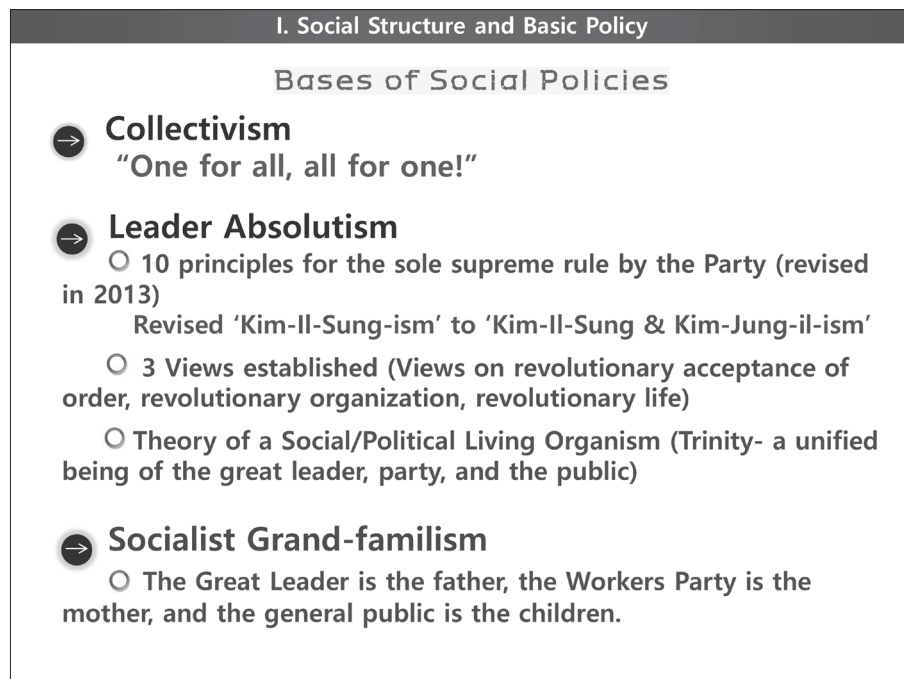 I. Social Structure and Basic Policy
Bases of Social Policies
Collectivism
“One for all, all for one!”
Leader Absolutism
10 principles for the sole supreme rule by the Party (revised
in 2013)
Revised ‘Kim-Il-Sung-ism’ to ‘Kim-Il-Sung & Kim-Jung-il-ism’
3 Views established (Views on revolutionary acceptance of
order, revolutionary organization, revolutionary life)
Theory of a Social/Political Living Organism (Trinity- a unified
being of the great leader, party, and the public)
Socialist Grand-familism
The Great Leader is the father, the Workers Party is the
mother, and the general public is the children.